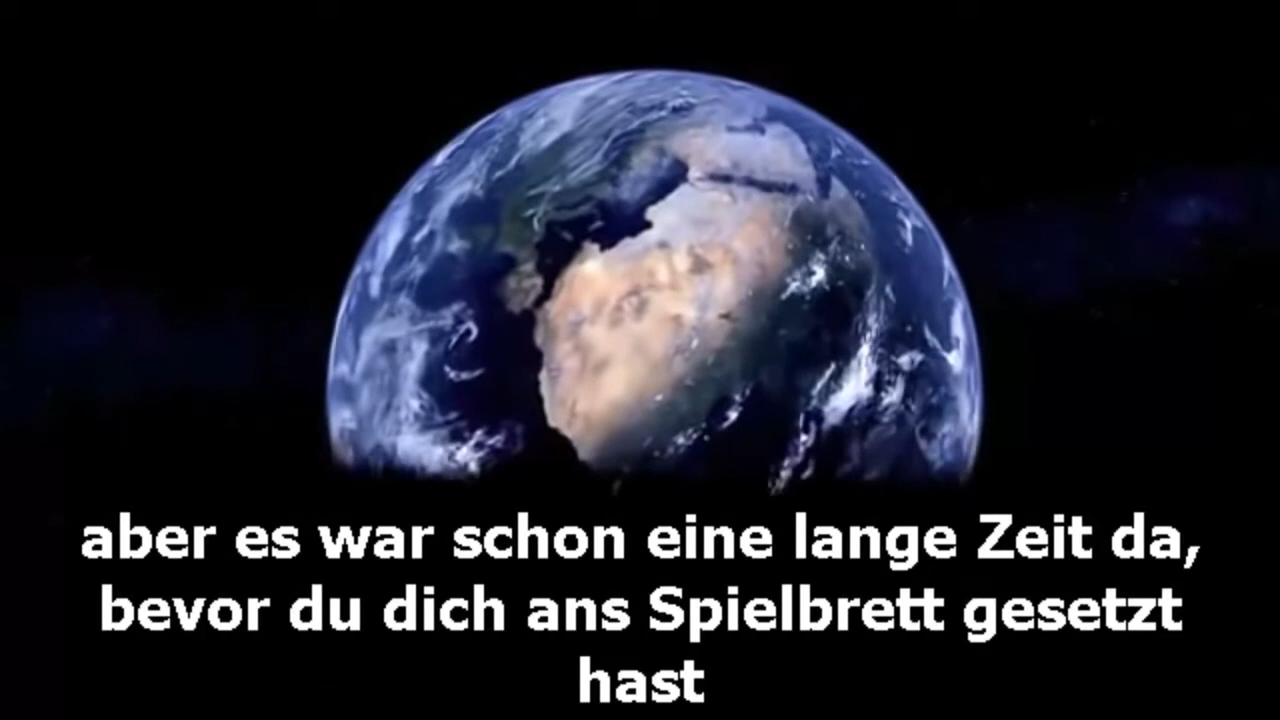 aber es war schon eine lange Zeit da,
bevor du dich ans Spielbrett gesetzt
hast